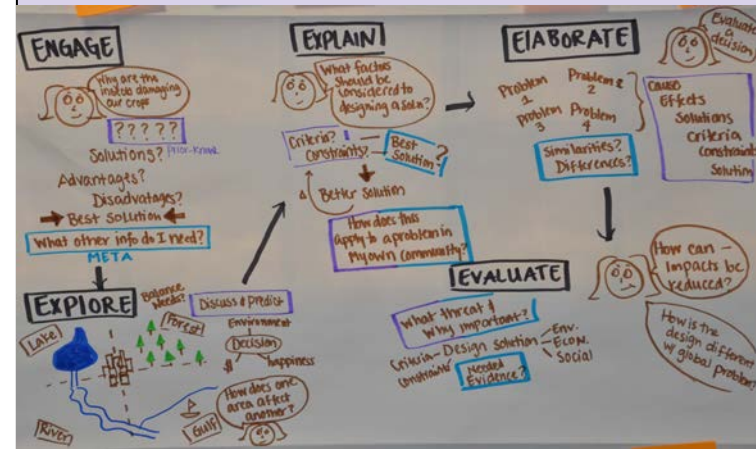 ENGAGE
Why are the
insects damaging
our crops
? ? ? ? ?
Solutions? Prior-Know
Advantages?
Disadvatages?
Best Solution
What other info do I need?
META
EXPLORE
Balance
Needs?
Discuss & Predict
Lake
Forest
Environment
Decision
$
happiness
How does one
area affect
another?
River
Gulf
EXPLAIN
What factors
should be
considered to
designing a soln?
Criteria?
Constraints?
Best
Solution?
Better Solution
How does this
apply to a problem in
my own community?
ElABORATE
Evaluate
a
decision
Problem
1
Problem
2
Problem
3
Problem
4
Cause
Effects
Solutions
Criteria
Constraints
Solution
Similarities?
Differences?
EVALUATE
What threat &
Why important?
Criteria - Design solution
Constraints
Env.
Econ.
Social
Needed
Evidence?
How can -
impacts be
reduced?
How is the
design different
w/ global problem